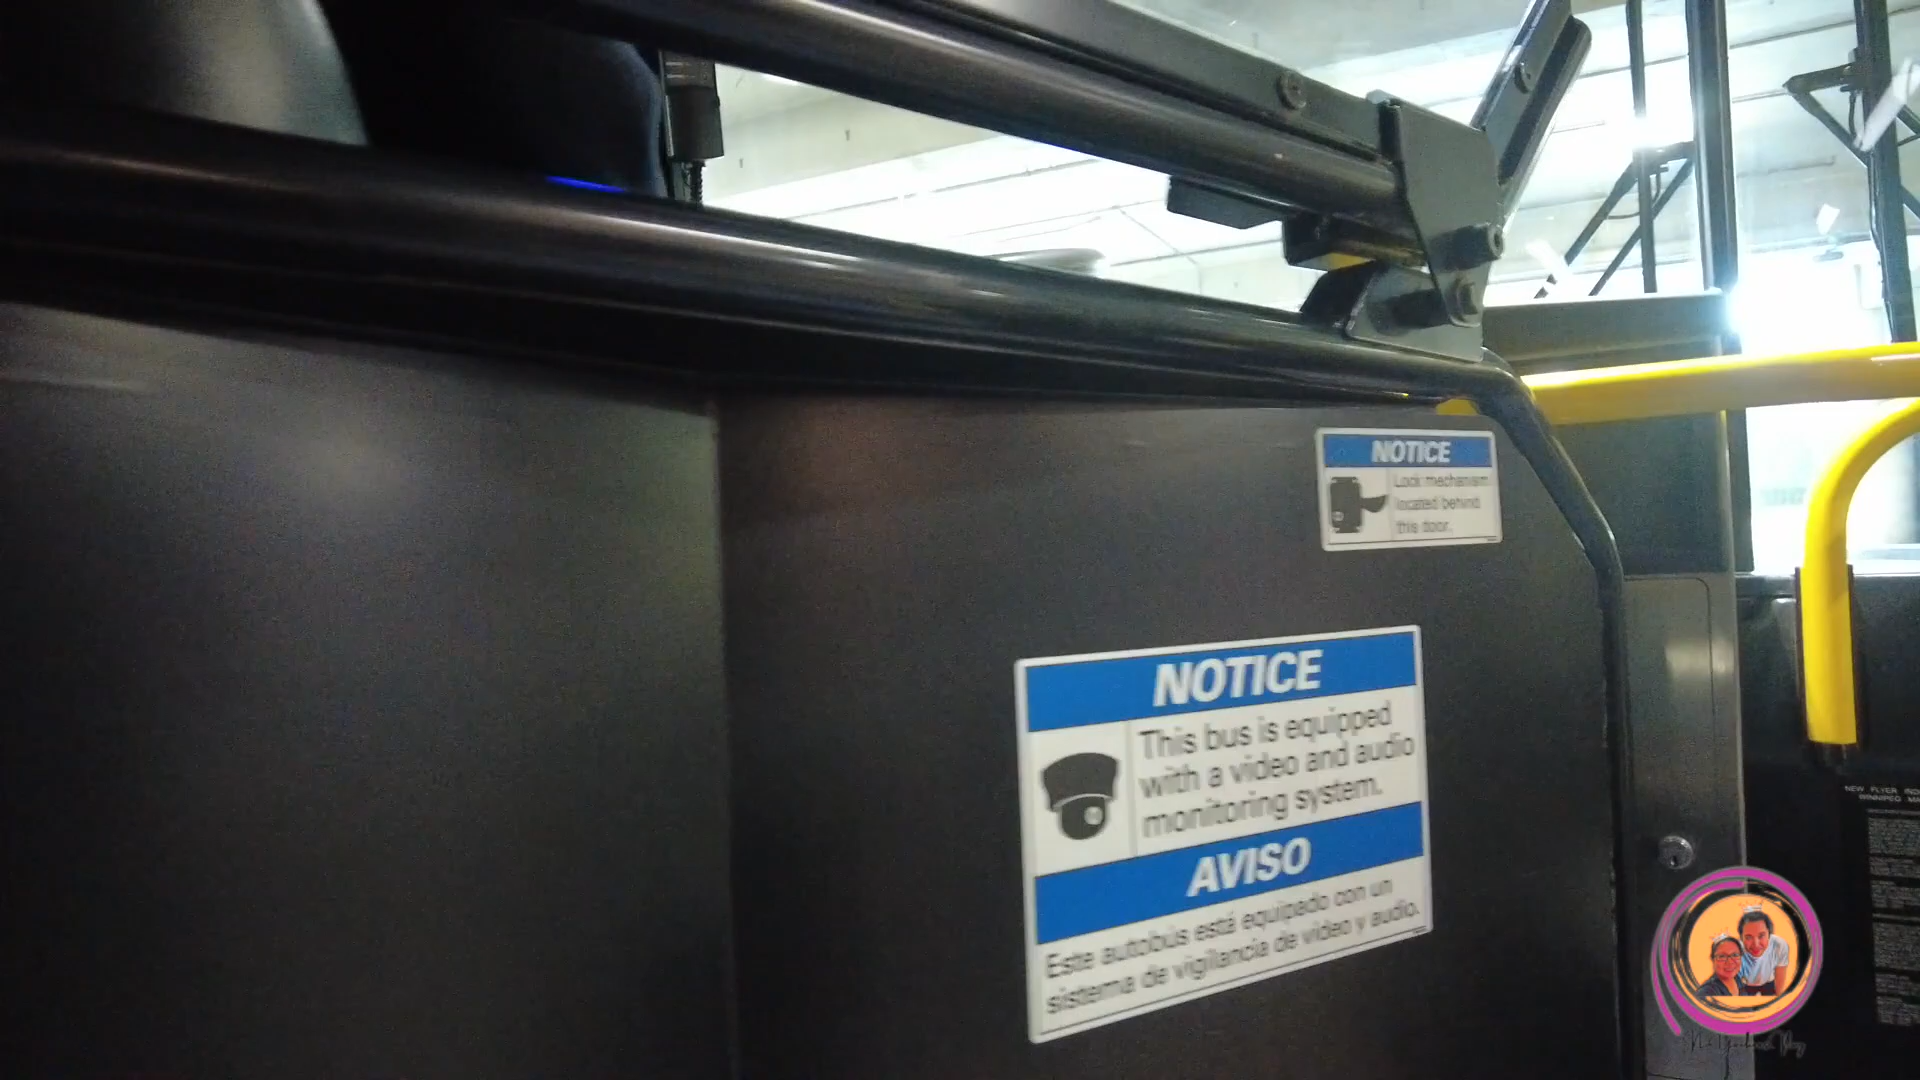 NOTICE
Lock mechanism
located behind
this door.
NOTICE
This bus is equipped
with a video and audio
monitoring system.
AVISO
Este autobús está equipado con un
sistema de vigilancia de video y audio.
NEW FLYER
WINNIPEG